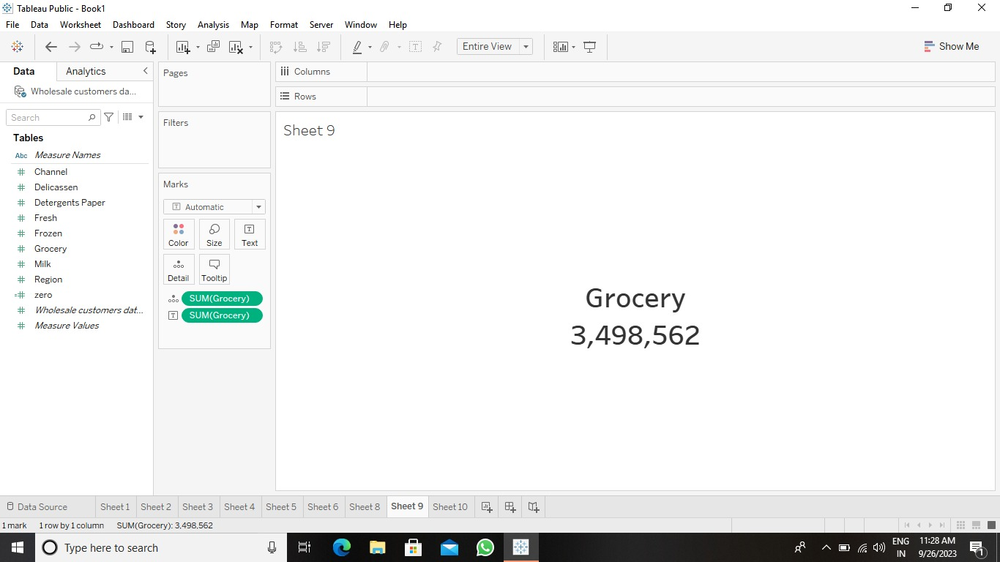 Tableau Public - Book1
File Data Worksheet Dashboard Story Analysis Map Format Server Window Help
Entire View
Show Me
Data Analytics
Wholesale customers da...
Search
Tables
Abc Measure Names
Channel
Delicassen
Detergents Paper
Fresh
Frozen
Grocery
Milk
Region
zero
Wholesale customers dat...
Measure Values
Pages
Filters
Marks
Automatic
Color Size Text
Detail Tooltip
SUM(Grocery)
SUM(Grocery)
Columns
Rows
Sheet 9
Grocery
3,498,562
Data Source Sheet 1 Sheet 2 Sheet 3 Sheet 4 Sheet 5 Sheet 6 Sheet 8 Sheet 9 Sheet 10
1 mark 1 row by 1 column SUM(Grocery): 3,498,562
Type here to search
ENG
IN
11:28 AM
9/26/2023
1